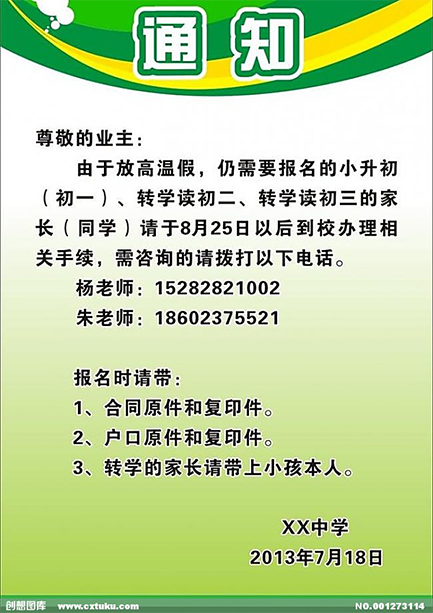 通知
尊敬的业主：
由于放高温假，仍需要报名的小升初
（初一）、转学读初二、转学读初三的家
长（同学）请于8月25日以后到校办理相
关手续，需咨询的请拨打以下电话。
杨老师：15282821002
朱老师：18602375521
报名时请带：
1、合同原件和复印件。
2、户口原件和复印件。
3、转学的家长请带上小孩本人。
XX中学
2013年7月18日
创想图库 www.cxtuku.com NO.001273114